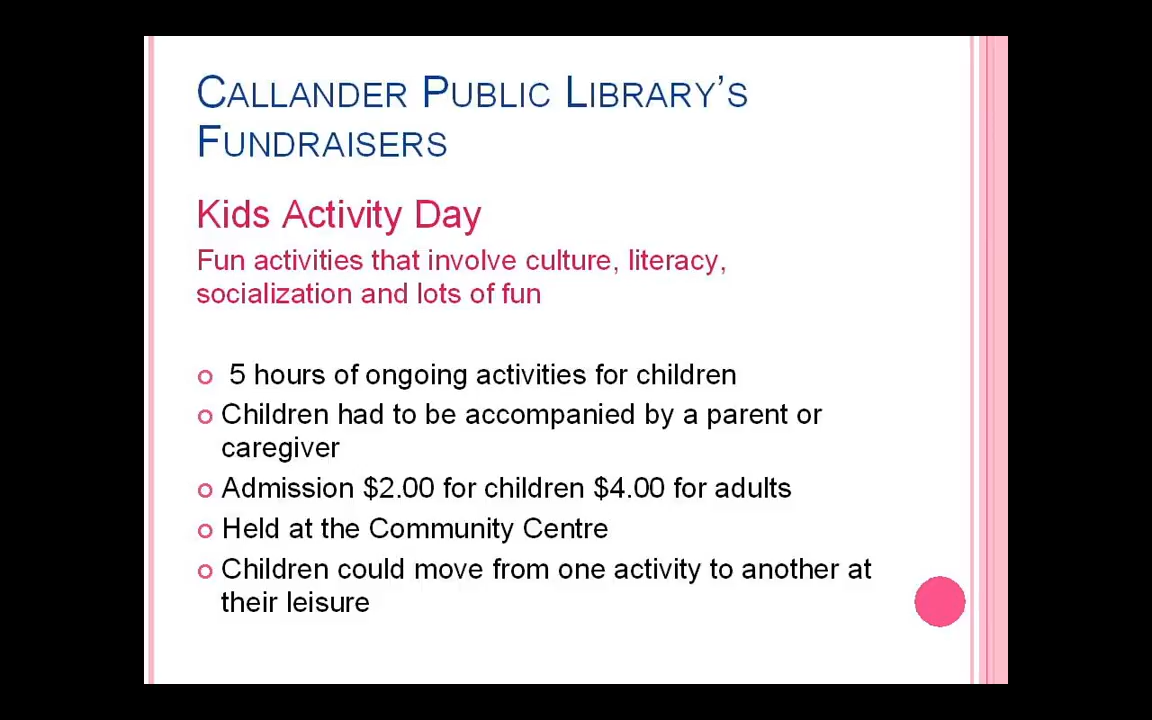 CALLANDER PUBLIC LIBRARY'S
FUNDRAISERS
Kids Activity Day
Fun activities that involve culture, literacy,
socialization and lots of fun
5 hours of ongoing activities for children
Children had to be accompanied by a parent or
caregiver
Admission $2.00 for children $4.00 for adults
Held at the Community Centre
Children could move from one activity to another at
their leisure